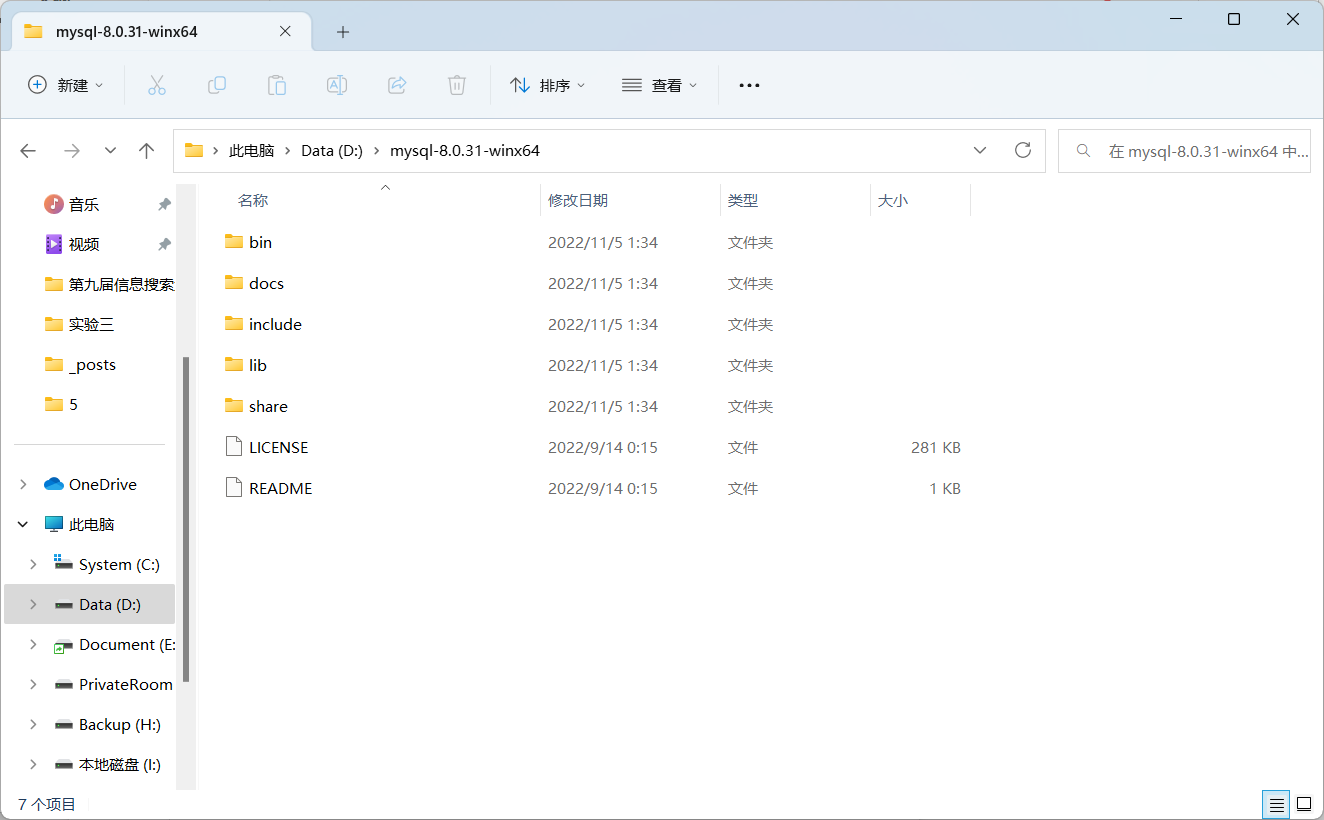 mysql-8.0.31-winx64
新建
排序
查看
此电脑 Data (D:) mysql-8.0.31-winx64
在 mysql-8.0.31-winx64 中...
音乐
视频
第九届信息搜索
实验三
_posts
5
OneDrive
此电脑
System (C:)
Data (D:)
Document (E:
PrivateRoom
Backup (H:)
本地磁盘 (I:)
名称 修改日期 类型 大小
bin 2022/11/5 1:34 文件夹
docs 2022/11/5 1:34 文件夹
include 2022/11/5 1:34 文件夹
lib 2022/11/5 1:34 文件夹
share 2022/11/5 1:34 文件夹
LICENSE 2022/9/14 0:15 文件 281 KB
README 2022/9/14 0:15 文件 1 KB
7 个项目